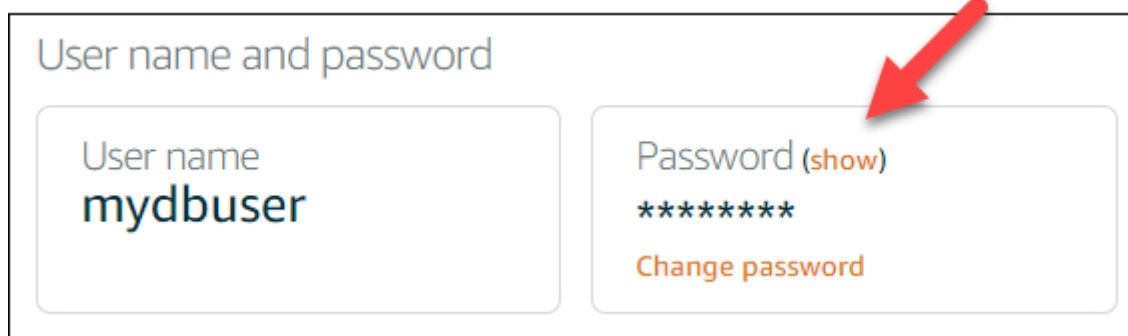 User name and password
User name
mydbuser
Password (show)
********
Change password